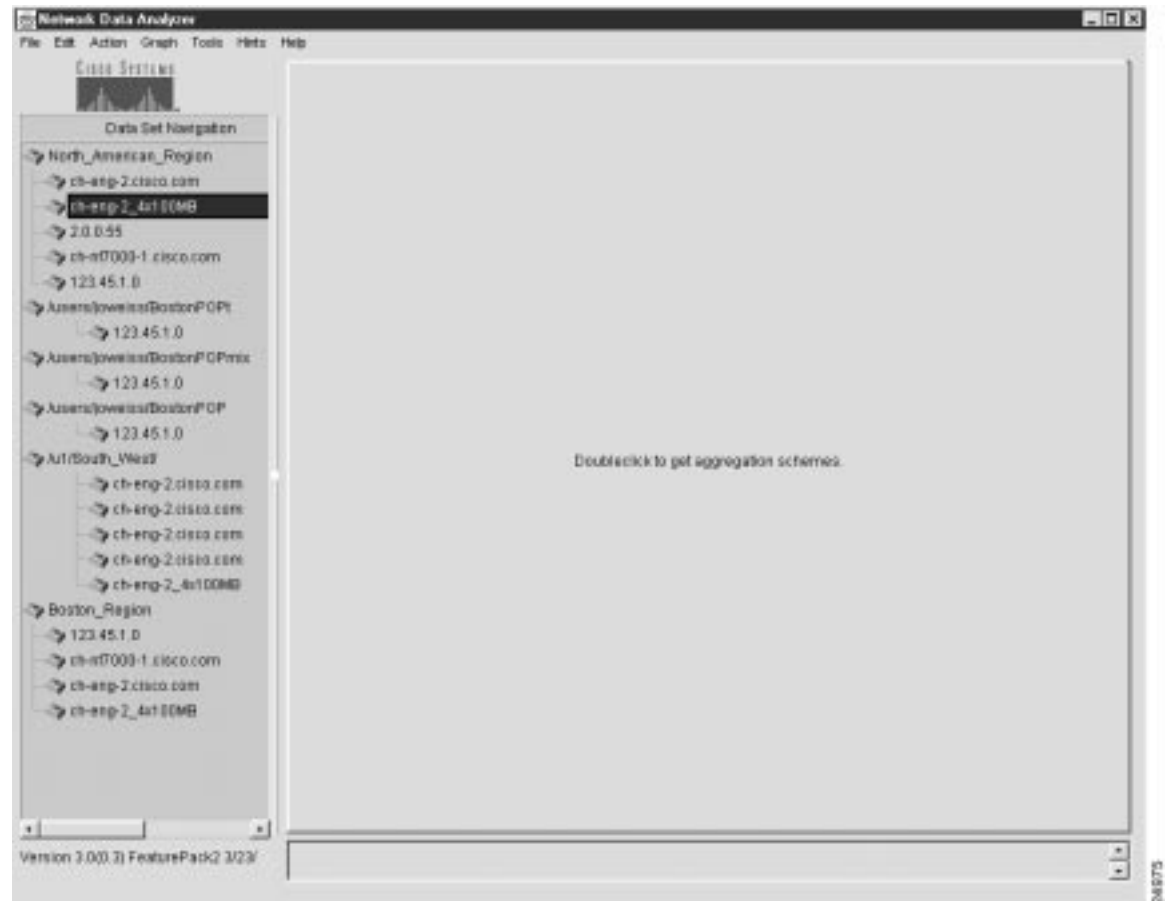 Network Data Analyzer
File Edit Action Graph Tools Hints Help
CISCO SYSTEMS
Data Set Navigation
North_American_Region
ch-eng-2.cisco.com
ch-eng-2_4x100MB
2.0.0.55
ch-nf7000-1.cisco.com
123.45.1.0
/users/joweiss/BostonPOPt
123.45.1.0
/users/joweiss/BostonPOPmix
123.45.1.0
/users/joweiss/BostonPOP
123.45.1.0
/u1/South_West/
ch-eng-2.cisco.com
ch-eng-2.cisco.com
ch-eng-2.cisco.com
ch-eng-2.cisco.com
ch-eng-2_4x100MB
Boston_Region
123.45.1.0
ch-nf7000-1.cisco.com
ch-eng-2.cisco.com
ch-eng-2_4x100MB
Doubleclick to get aggregation schemes.
Version 3.0(0.3) FeaturePack2 3/23/